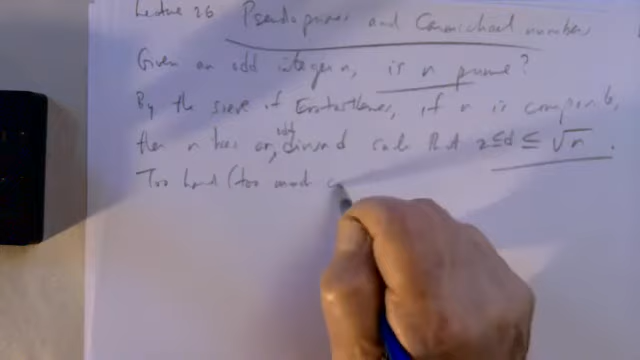 Lecture 26 Pseudoprimes and Carmichael numbers
Given an odd integer n, is n prime?
By the sieve of Eratosthenes, if n is composite,
then n has an odd divisor d such that 2 ≤ d ≤ √n.
Too hard (too much c